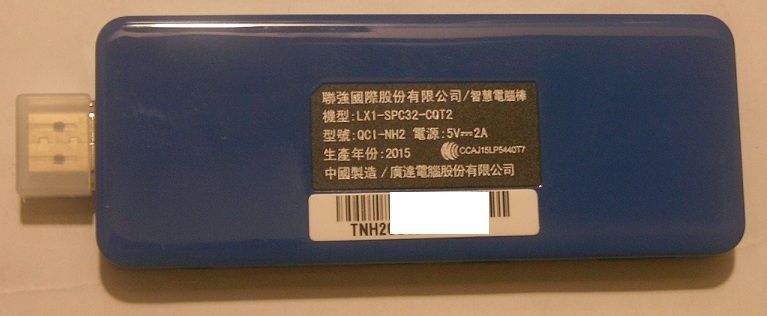 聯強國際股份有限公司/智慧電腦棒
機型:LX1-SPC32-CQT2
型號:QCI-NH2 電源:5V⎓2A
生產年份:2015 CCAJ15LP5440T7
中國製造/廣達電腦股份有限公司
TNH20